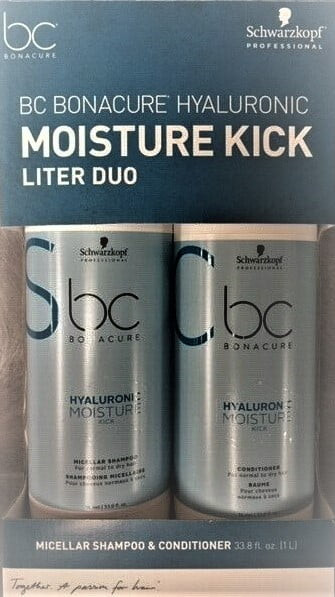 bc
BONACURE
Schwarzkopf
PROFESSIONAL
BC BONACURE® HYALURONIC
MOISTURE KICK
LITER DUO
S
Schwarzkopf
PROFESSIONAL
bc
BONACURE
HYALURONIC
MOISTURE
KICK
MICELLAR SHAMPOO
For normal to dry hair
SHAMPOOING MICELLAIRE
Pour cheveux normaux à secs
C
Schwarzkopf
PROFESSIONAL
bc
BONACURE
HYALURONIC
MOISTURE
KICK
CONDITIONER
For normal to dry hair
BAUME
Pour cheveux
normaux à secs
MICELLAR SHAMPOO & CONDITIONER 33.8 fl. oz. (1 L)
Together. A passion for hair.